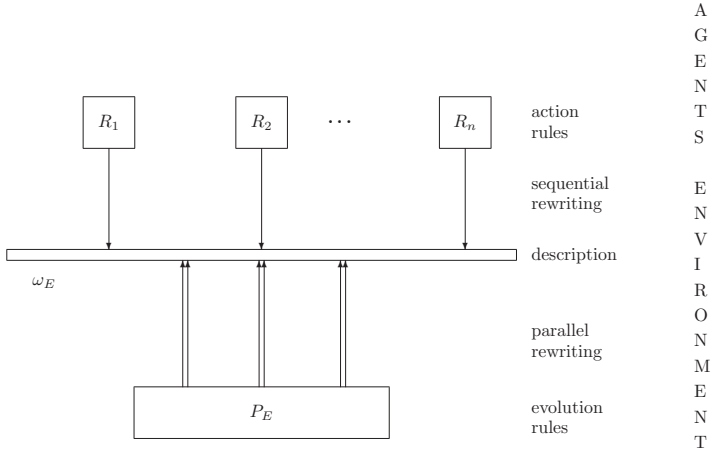 R1 R2 ··· Rn
action
rules
sequential
rewriting
description
ωE
parallel
rewriting
PE
evolution
rules
A
G
E
N
T
S
E
N
V
I
R
O
N
M
E
N
T